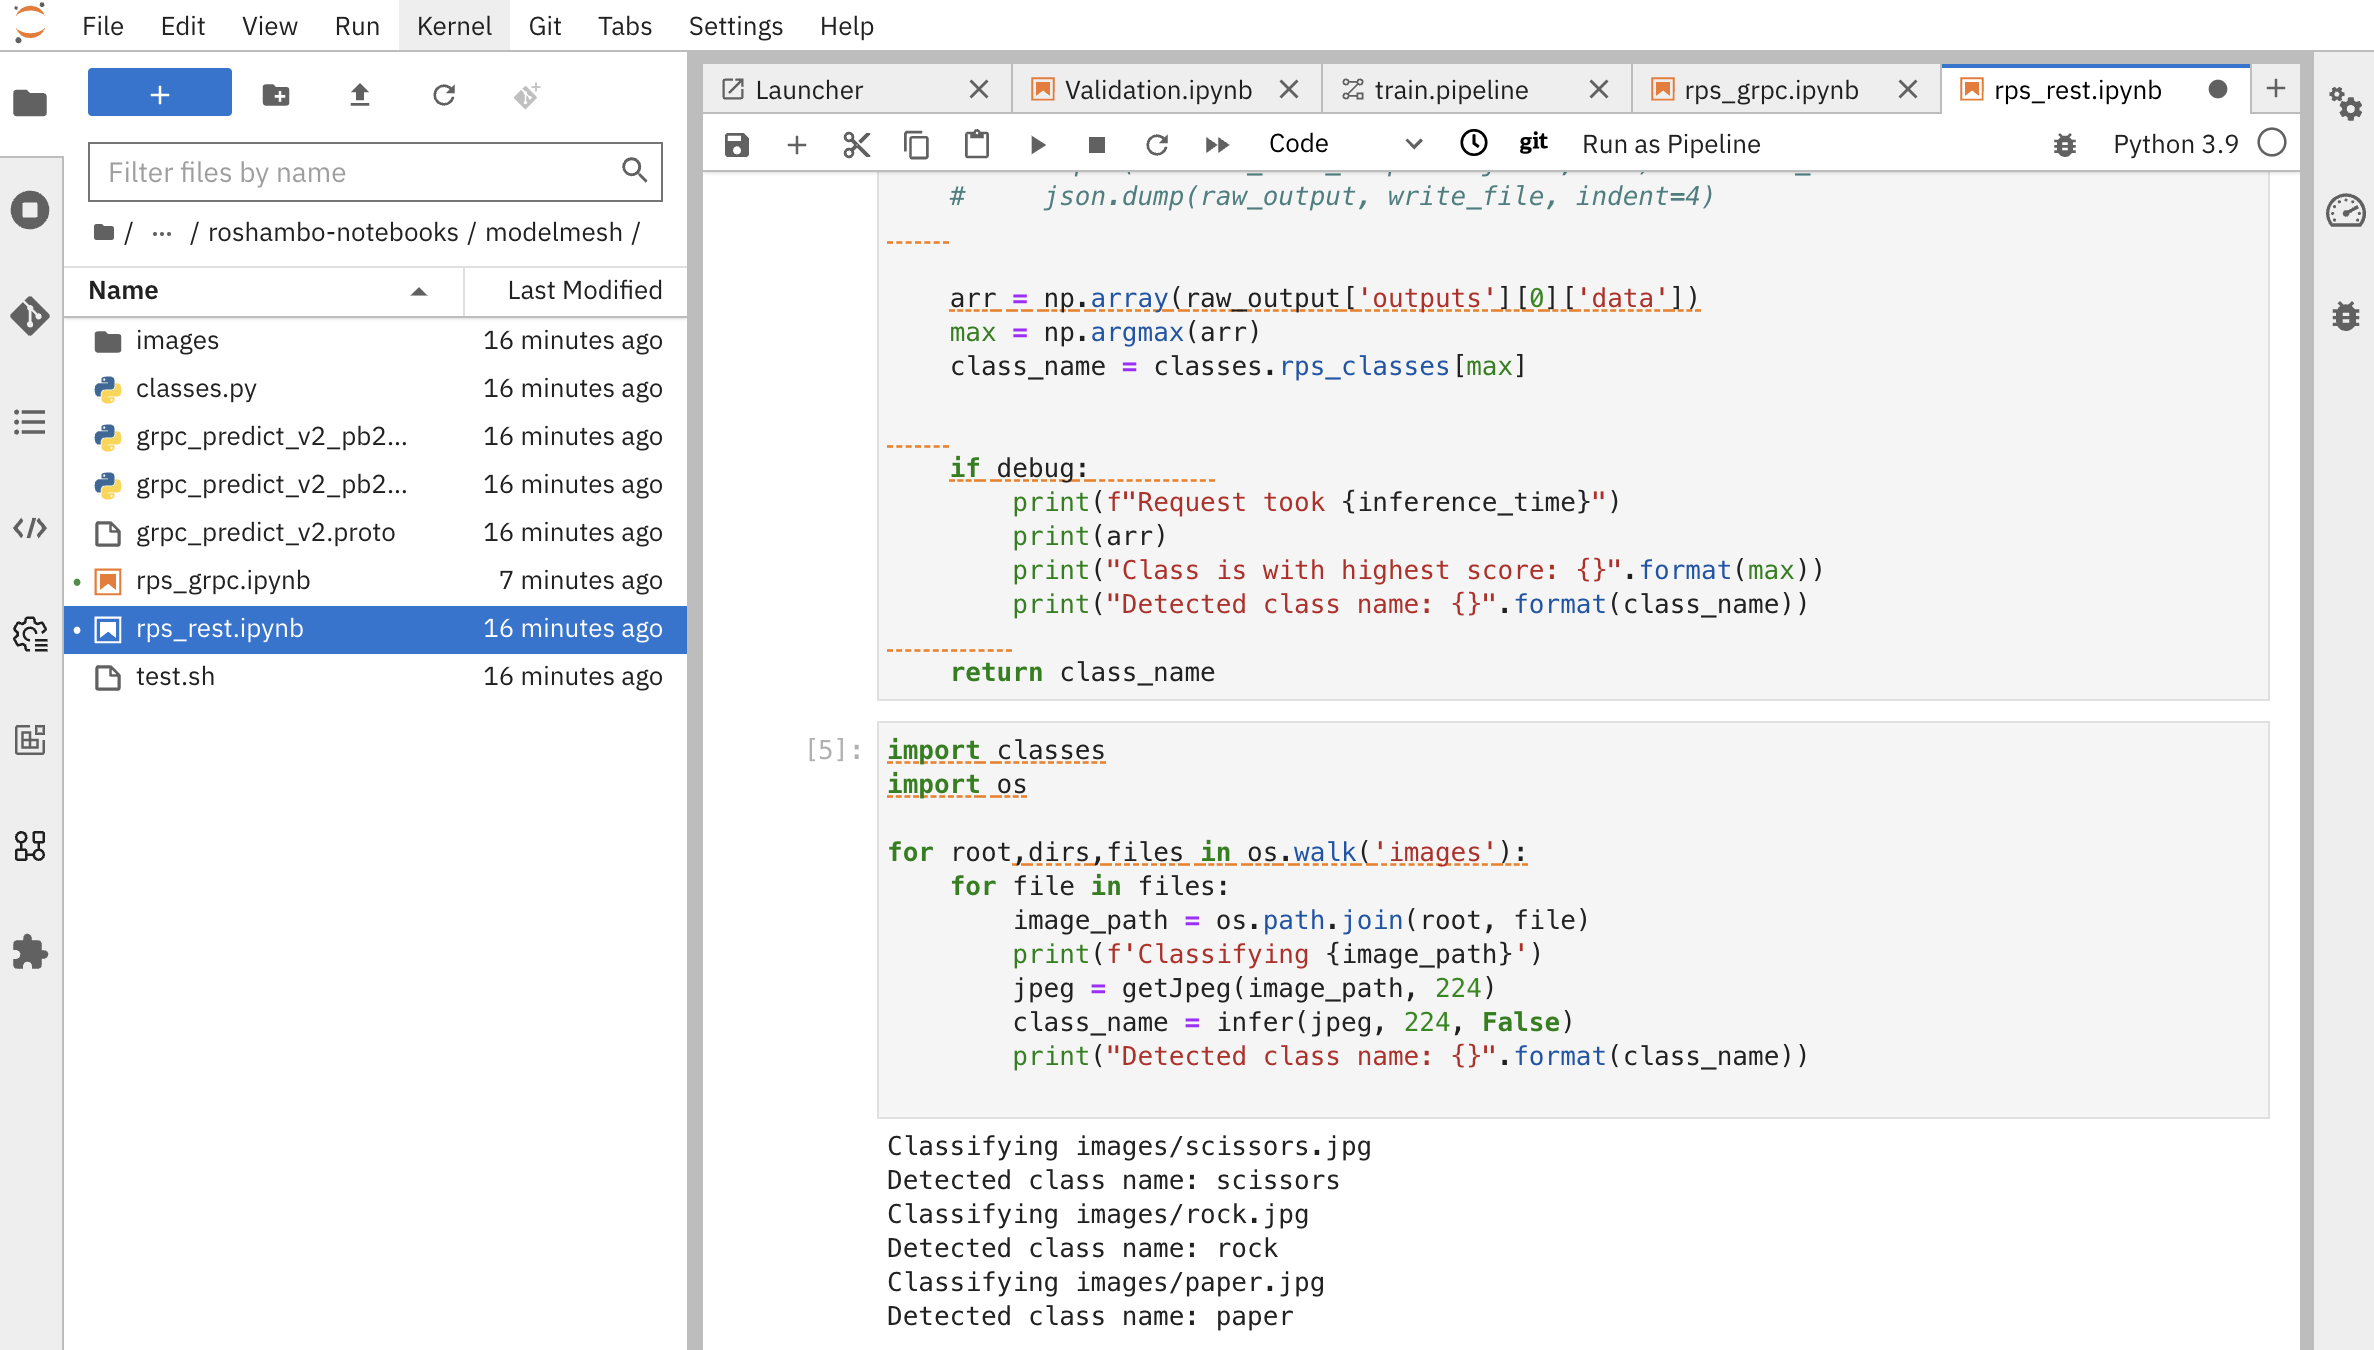 File Edit View Run Kernel Git Tabs Settings Help
Filter files by name
/ ... / roshambo-notebooks / modelmesh /
Name Last Modified
images 16 minutes ago
classes.py 16 minutes ago
grpc_predict_v2_pb2... 16 minutes ago
grpc_predict_v2_pb2... 16 minutes ago
grpc_predict_v2.proto 16 minutes ago
rps_grpc.ipynb 7 minutes ago
rps_rest.ipynb 16 minutes ago
test.sh 16 minutes ago
Launcher Validation.ipynb train.pipeline rps_grpc.ipynb rps_rest.ipynb
Code git Run as Pipeline Python 3.9
#     json.dump(raw_output, write_file, indent=4)
arr = np.array(raw_output['outputs'][0]['data'])
max = np.argmax(arr)
class_name = classes.rps_classes[max]
if debug:
print(f"Request took {inference_time}")
print(arr)
print("Class is with highest score: {}".format(max))
print("Detected class name: {}".format(class_name))
return class_name
[5]:
import classes
import os
for root,dirs,files in os.walk('images'):
for file in files:
image_path = os.path.join(root, file)
print(f'Classifying {image_path}')
jpeg = getJpeg(image_path, 224)
class_name = infer(jpeg, 224, False)
print("Detected class name: {}".format(class_name))
Classifying images/scissors.jpg
Detected class name: scissors
Classifying images/rock.jpg
Detected class name: rock
Classifying images/paper.jpg
Detected class name: paper